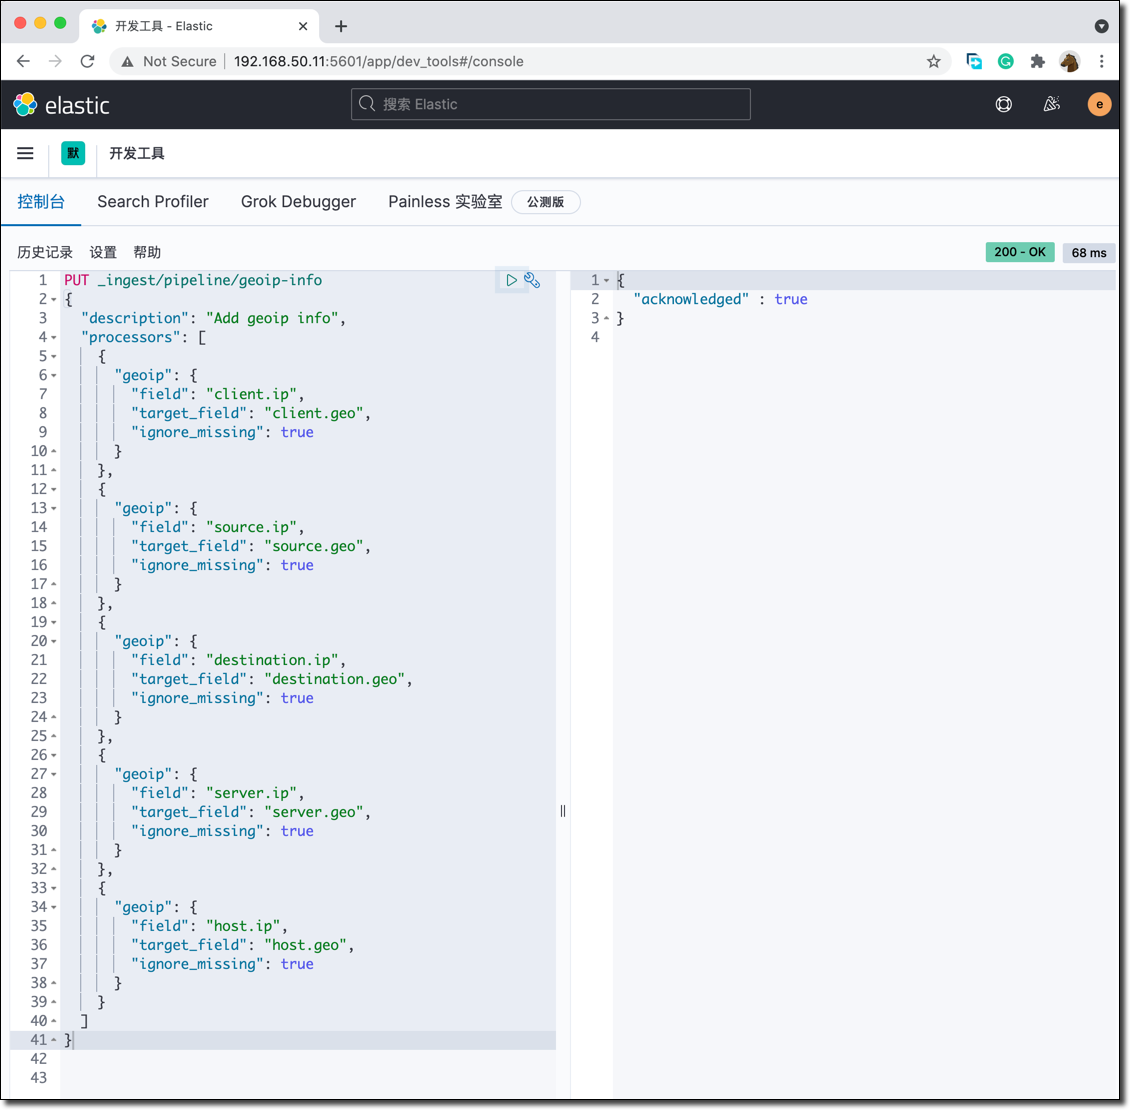 开发工具 - Elastic
Not Secure 192.168.50.11:5601/app/dev_tools#/console
elastic
搜索 Elastic
e
默
开发工具
控制台 Search Profiler Grok Debugger Painless 实验室 公测版
历史记录 设置 帮助
200 - OK 68 ms
1 PUT _ingest/pipeline/geoip-info
2 {
3 "description": "Add geoip info",
4 "processors": [
5 {
6 "geoip": {
7 "field": "client.ip",
8 "target_field": "client.geo",
9 "ignore_missing": true
10 }
11 },
12 {
13 "geoip": {
14 "field": "source.ip",
15 "target_field": "source.geo",
16 "ignore_missing": true
17 }
18 },
19 {
20 "geoip": {
21 "field": "destination.ip",
22 "target_field": "destination.geo",
23 "ignore_missing": true
24 }
25 },
26 {
27 "geoip": {
28 "field": "server.ip",
29 "target_field": "server.geo",
30 "ignore_missing": true
31 }
32 },
33 {
34 "geoip": {
35 "field": "host.ip",
36 "target_field": "host.geo",
37 "ignore_missing": true
38 }
39 }
40 ]
41 }
42
43
1 {
2 "acknowledged" : true
3 }
4